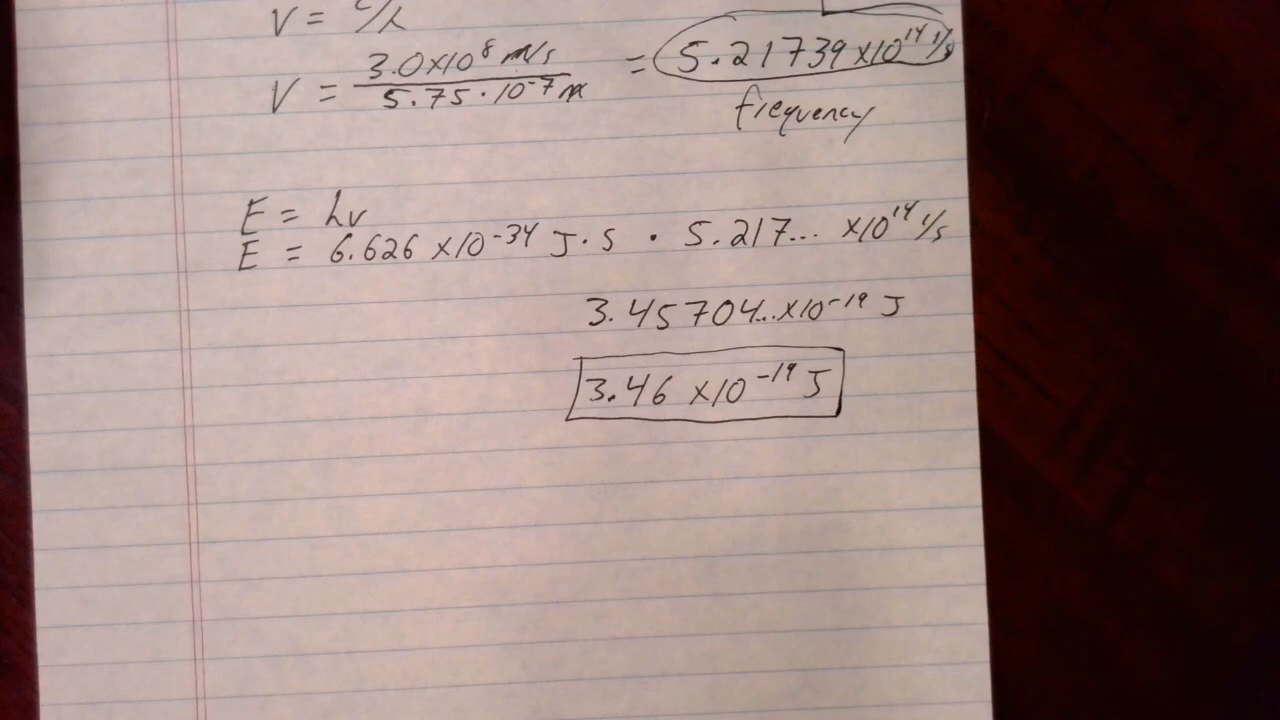 V = c/λ
V = 3.0×10⁸ m/s / 5.75·10⁻⁷ m = 5.21739 ×10¹⁴ 1/s
frequency
E = hv
E = 6.626 ×10⁻³⁴ J·s · 5.217... ×10¹⁴ 1/s
3.45704..×10⁻¹⁹ J
3.46 ×10⁻¹⁹ J